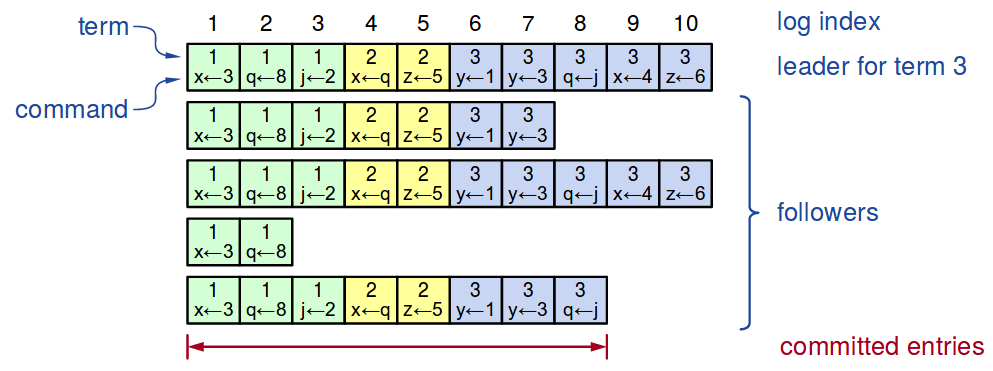 term
command
1 2 3 4 5 6 7 8 9 10 log index
1 1 1 2 2 3 3 3 3 3
x←3 q←8 j←2 x←q z←5 y←1 y←3 q←j x←4 z←6
leader for term 3
1 1 1 2 2 3 3
x←3 q←8 j←2 x←q z←5 y←1 y←3
1 1 1 2 2 3 3 3 3 3
x←3 q←8 j←2 x←q z←5 y←1 y←3 q←j x←4 z←6
followers
1 1
x←3 q←8
1 1 1 2 2 3 3 3
x←3 q←8 j←2 x←q z←5 y←1 y←3 q←j
committed entries